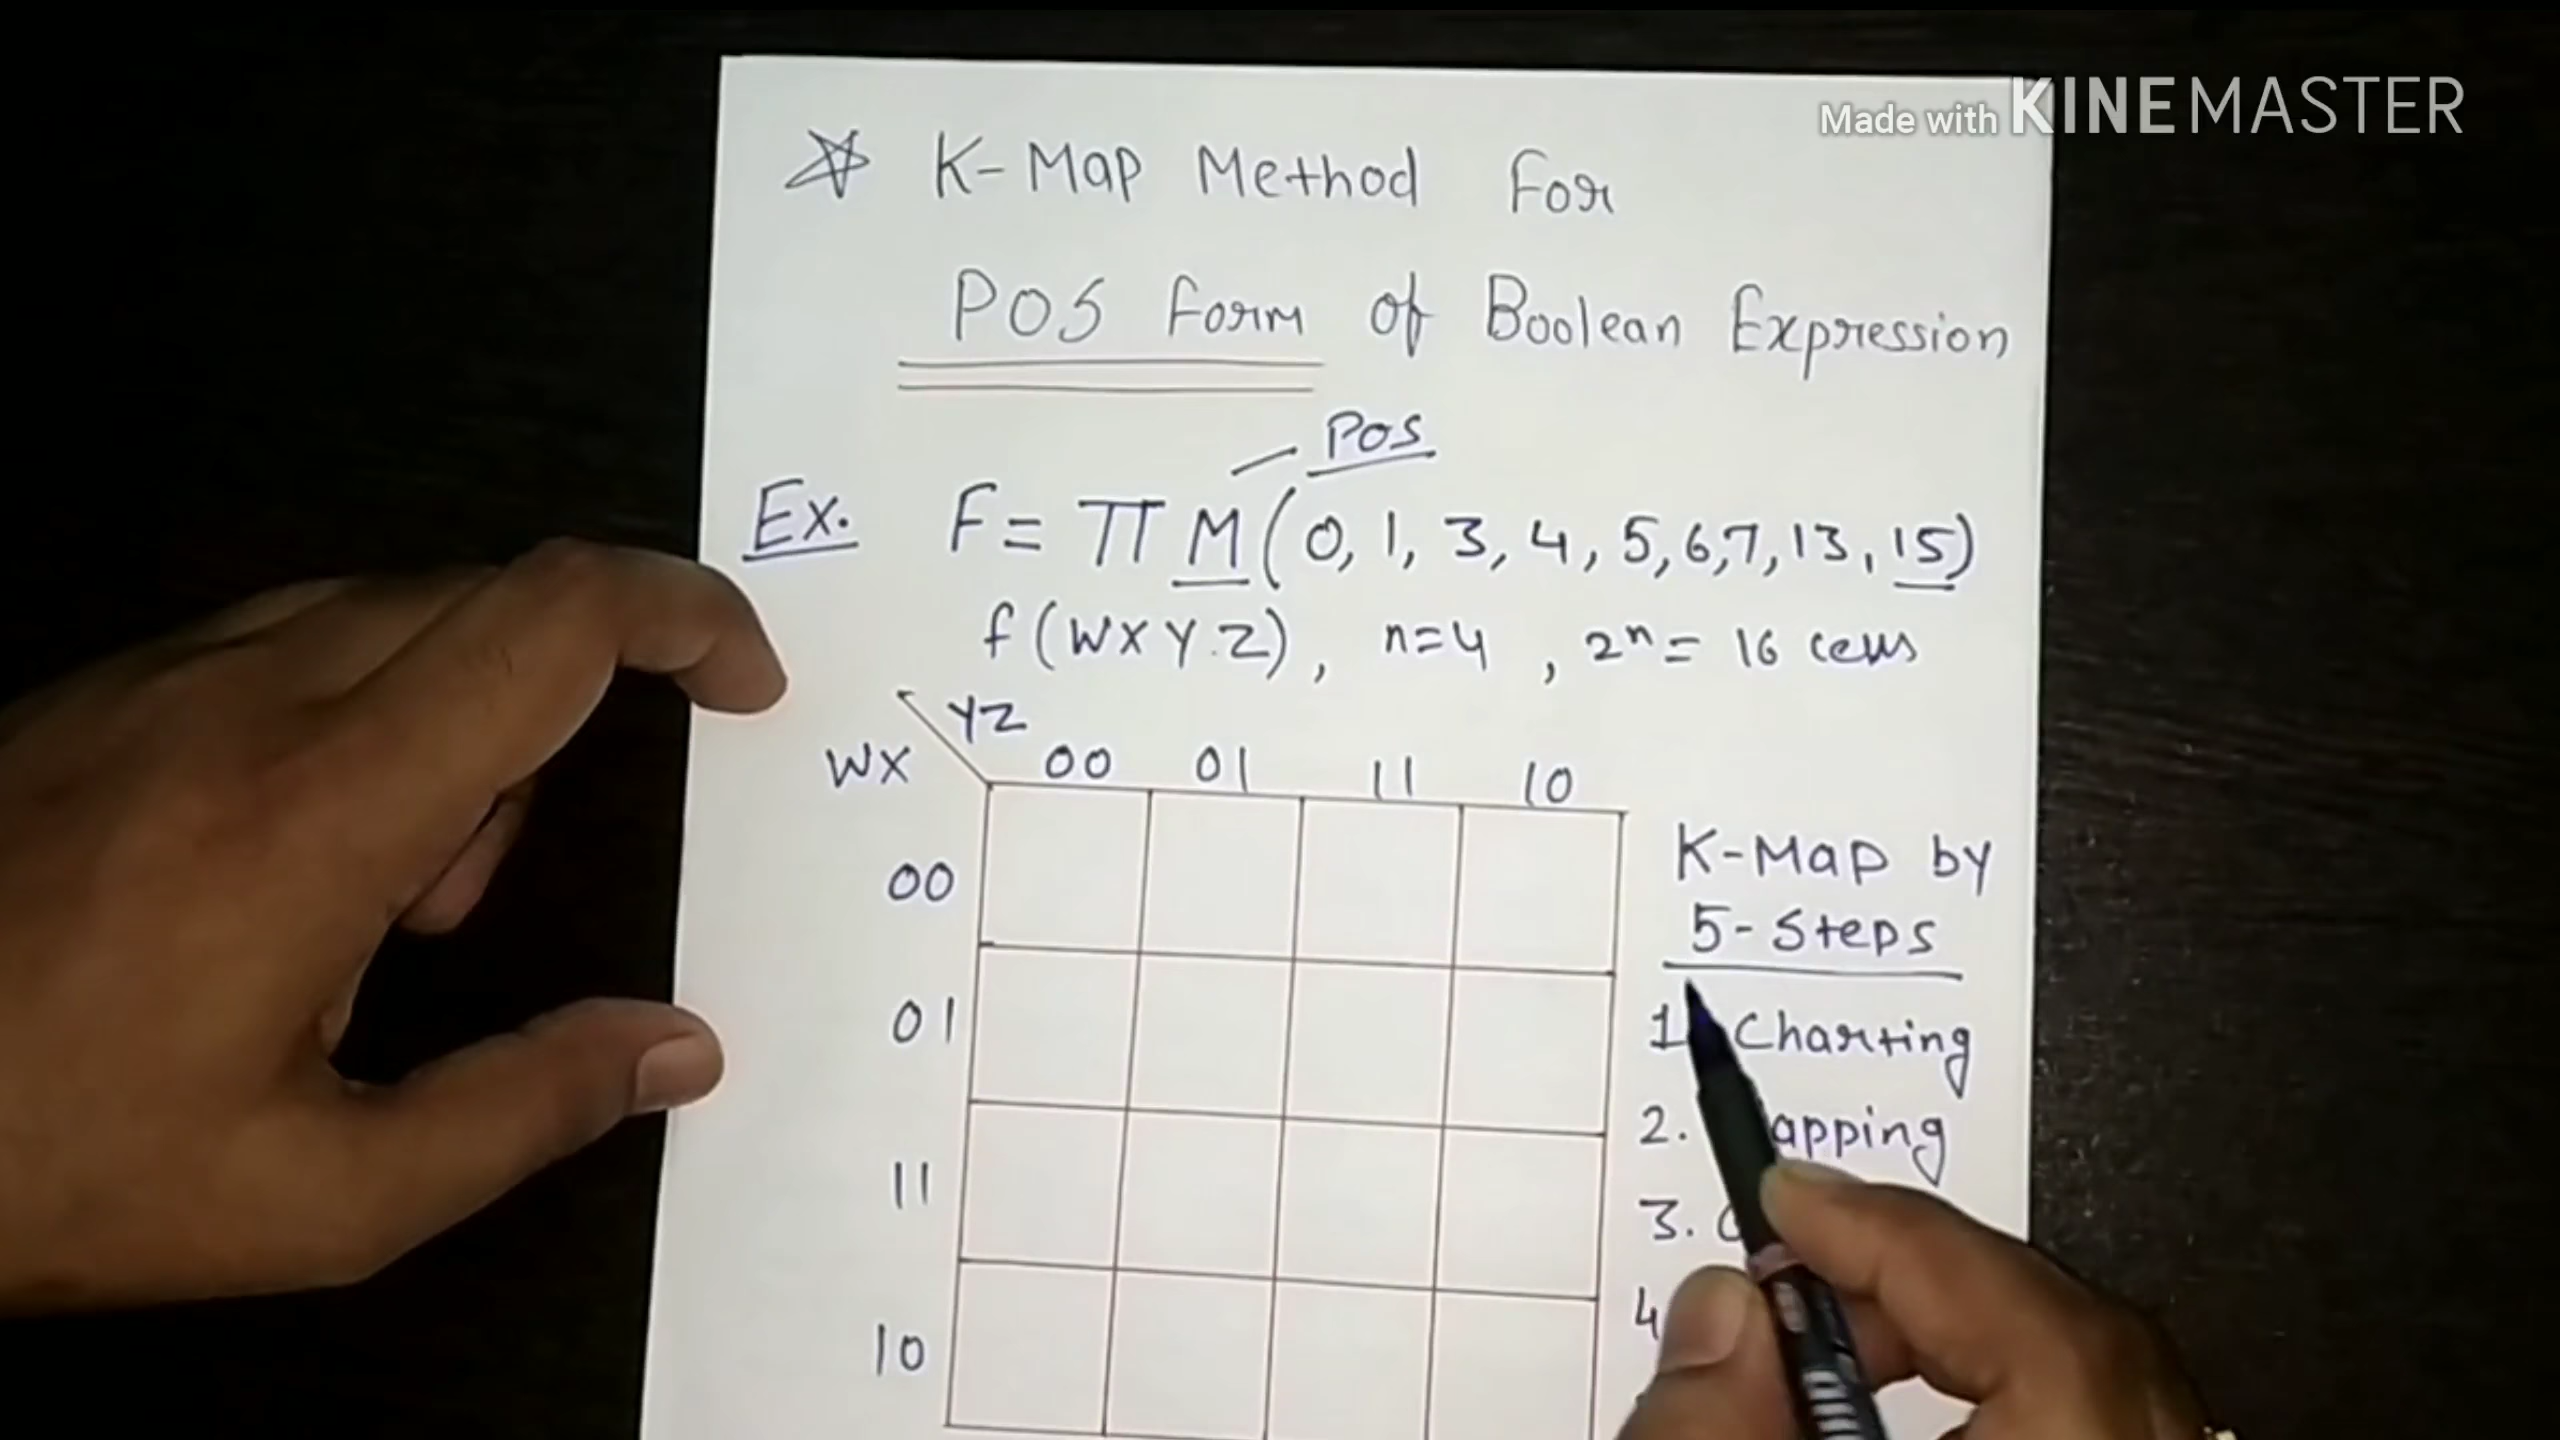 Made with KINEMASTER
K-Map Method For
POS Form of Boolean Expression
POS
Ex. F = π M (0, 1, 3, 4, 5, 6, 7, 13, 15)
f (W X Y Z), n=4, 2ⁿ = 16 cells
YZ
WX
00 01 11 10
00
01
11
10
K-Map by
5-Steps
1. Charting
2. apping
3.
4